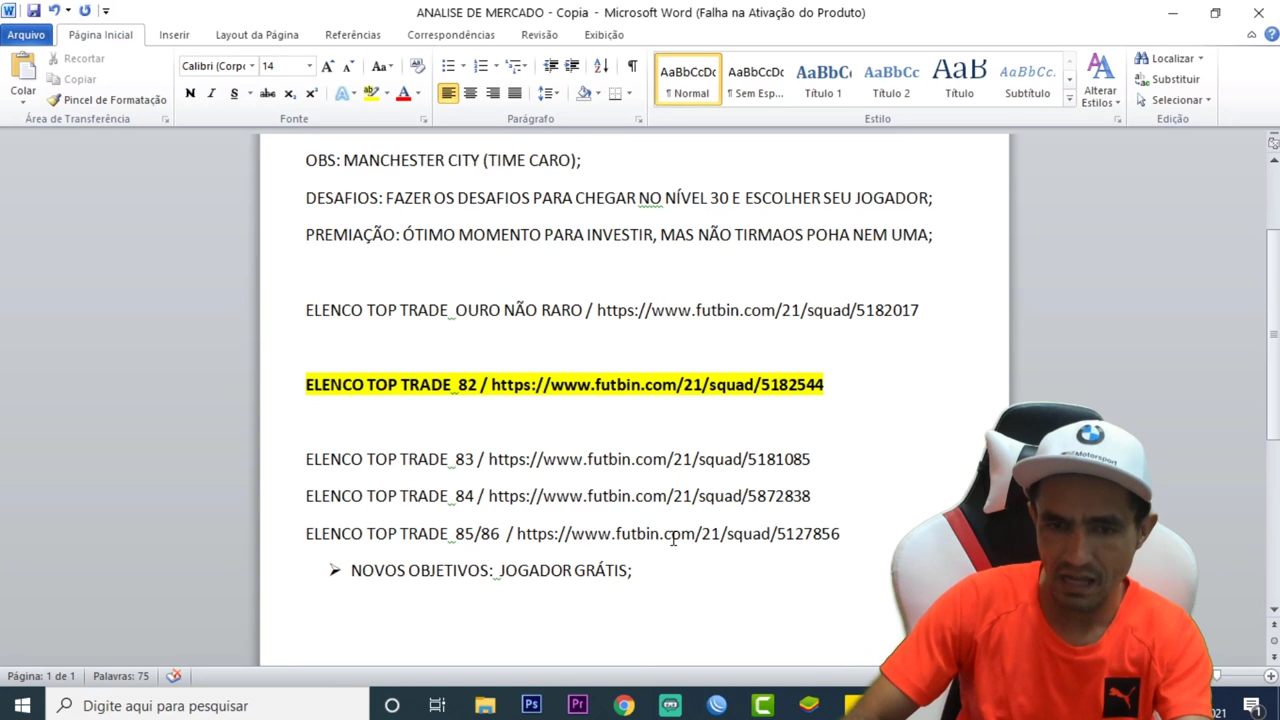 ANALISE DE MERCADO - Copia - Microsoft Word (Falha na Ativação do Produto)
Arquivo Página Inicial Inserir Layout da Página Referências Correspondências Revisão Exibição
Colar
Recortar
Copiar
Pincel de Formatação
Área de Transferência
Calibri (Corpo 14
Fonte
Parágrafo
AaBbCcDc AaBbCcDc AaBbC( AaBbCc AaB AaBbCc.
¶ Normal ¶ Sem Esp... Título 1 Título 2 Título Subtítulo
Alterar Estilos
Estilo
Localizar
Substituir
Selecionar
Edição
OBS: MANCHESTER CITY (TIME CARO);
DESAFIOS: FAZER OS DESAFIOS PARA CHEGAR NO NÍVEL 30 E ESCOLHER SEU JOGADOR;
PREMIAÇÃO: ÓTIMO MOMENTO PARA INVESTIR, MAS NÃO TIRMAOS POHA NEM UMA;
ELENCO TOP TRADE_OURO NÃO RARO / https://www.futbin.com/21/squad/5182017
ELENCO TOP TRADE_82 / https://www.futbin.com/21/squad/5182544
ELENCO TOP TRADE_83 / https://www.futbin.com/21/squad/5181085
ELENCO TOP TRADE_84 / https://www.futbin.com/21/squad/5872838
ELENCO TOP TRADE_85/86 / https://www.futbin.com/21/squad/5127856
NOVOS OBJETIVOS: JOGADOR GRÁTIS;
BMW
Motorsport
PUMA
Página: 1 de 1 Palavras: 75
Digite aqui para pesquisar
Ps Pr